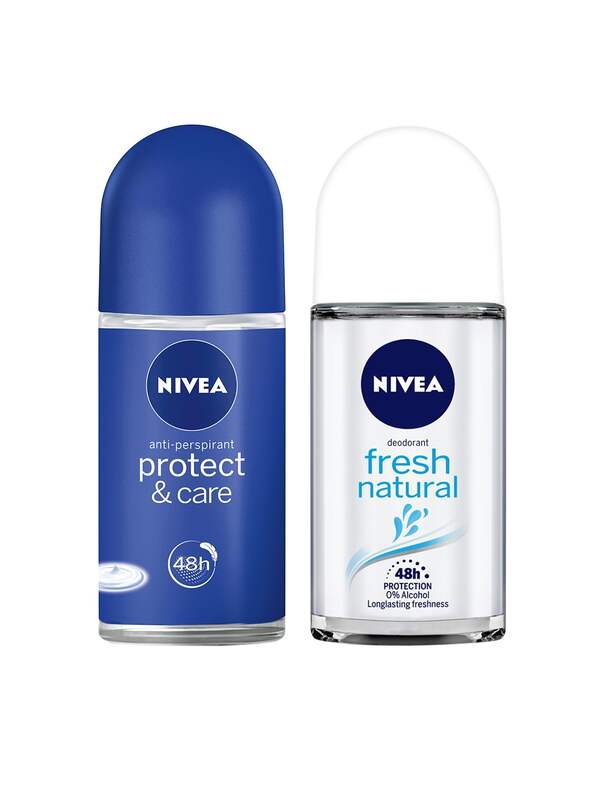 NIVEA
anti-perspirant
protect
& care
48h
NIVEA
deodorant
fresh
natural
48h
PROTECTION
0% Alcohol
Longlasting freshness